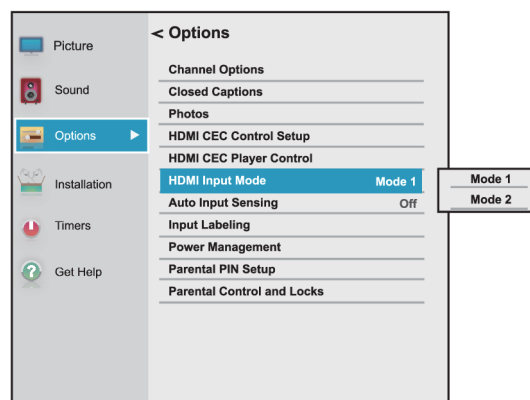 Picture
Sound
Options
Installation
Timers
Get Help
< Options
Channel Options
Closed Captions
Photos
HDMI CEC Control Setup
HDMI CEC Player Control
HDMI Input Mode Mode 1
Auto Input Sensing Off
Input Labeling
Power Management
Parental PIN Setup
Parental Control and Locks
Mode 1
Mode 2